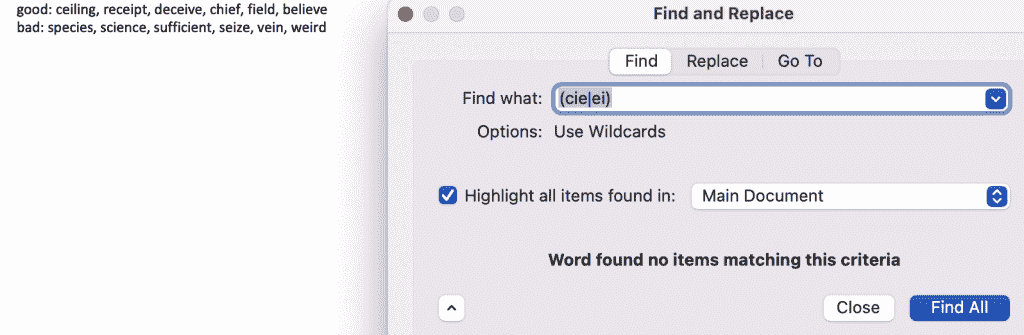 good: ceiling, receipt, deceive, chief, field, believe
bad: species, science, sufficient, seize, vein, weird
Find and Replace
Find Replace Go To
Find what: (cie|ei)
Options: Use Wildcards
Highlight all items found in: Main Document
Word found no items matching this criteria
Close Find All